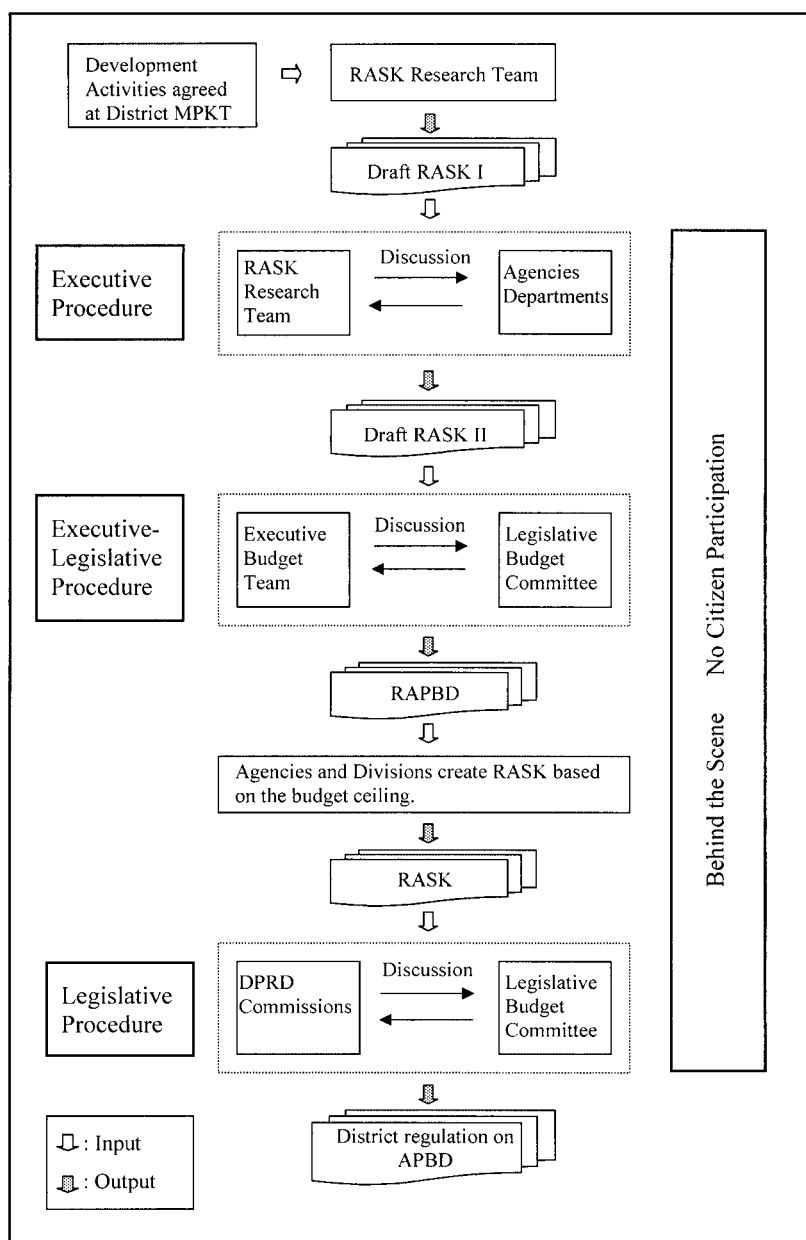 Development
Activities agreed
at District MPKT
RASK Research Team
Draft RASK I
Executive
Procedure
RASK
Research
Team
Discussion
Agencies
Departments
Draft RASK II
Executive-
Legislative
Procedure
Executive
Budget
Team
Discussion
Legislative
Budget
Committee
RAPBD
Agencies and Divisions create RASK based
on the budget ceiling.
RASK
Legislative
Procedure
DPRD
Commissions
Discussion
Legislative
Budget
Committee
District regulation on
APBD
Behind the Scene No Citizen Participation
: Input
: Output